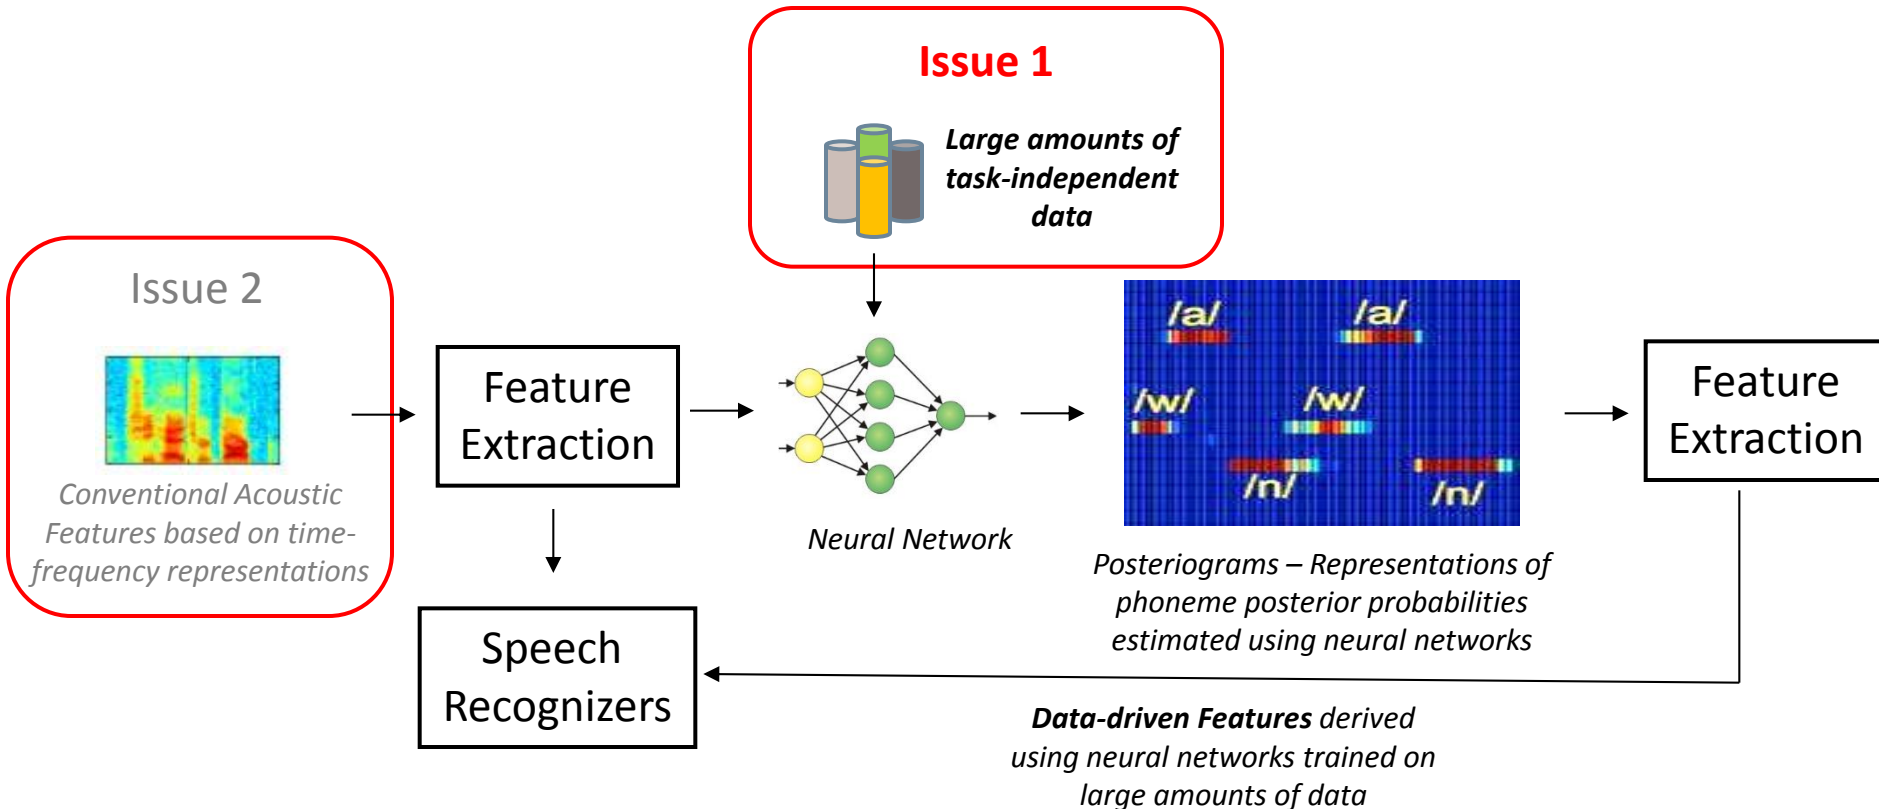 Issue 1
Large amounts of
task-independent
data
Issue 2
Conventional Acoustic
Features based on time-
frequency representations
Feature
Extraction
Neural Network
/a/
/a/
/w/
/w/
/n/
/n/
Posteriograms – Representations of
phoneme posterior probabilities
estimated using neural networks
Feature
Extraction
Speech
Recognizers
Data-driven Features derived
using neural networks trained on
large amounts of data